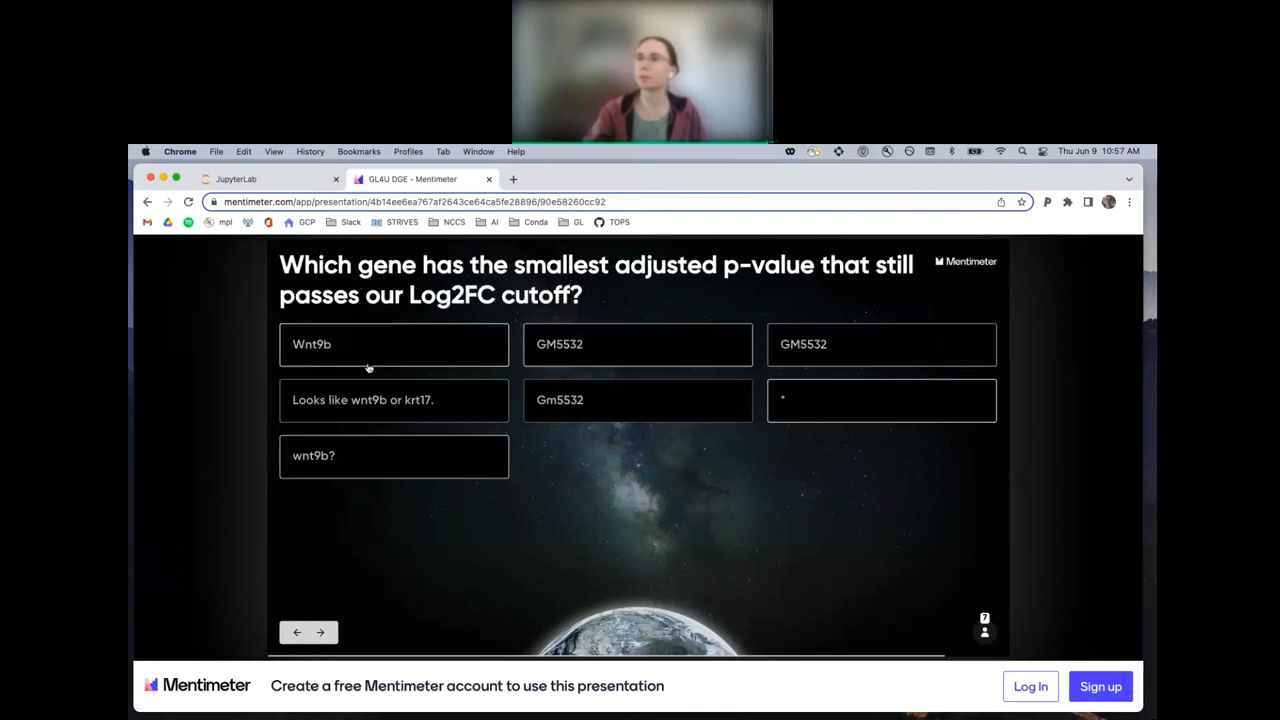 Chrome File Edit View History Bookmarks Profiles Tab Window Help Thu Jun 9 10:57 AM
JupyterLab GL4U DGE - Mentimeter
mentimeter.com/app/presentation/4b14ee6ea767af2643ce64ca5fe28896/90e58260cc92
mpl GCP Slack STRIVES NCCS AI Conda GL TOPS
Which gene has the smallest adjusted p-value that still
passes our Log2FC cutoff?
Mentimeter
Wnt9b GM5532 GM5532
Looks like wnt9b or krt17. Gm5532 *
wnt9b?
7
Mentimeter Create a free Mentimeter account to use this presentation Log In Sign up